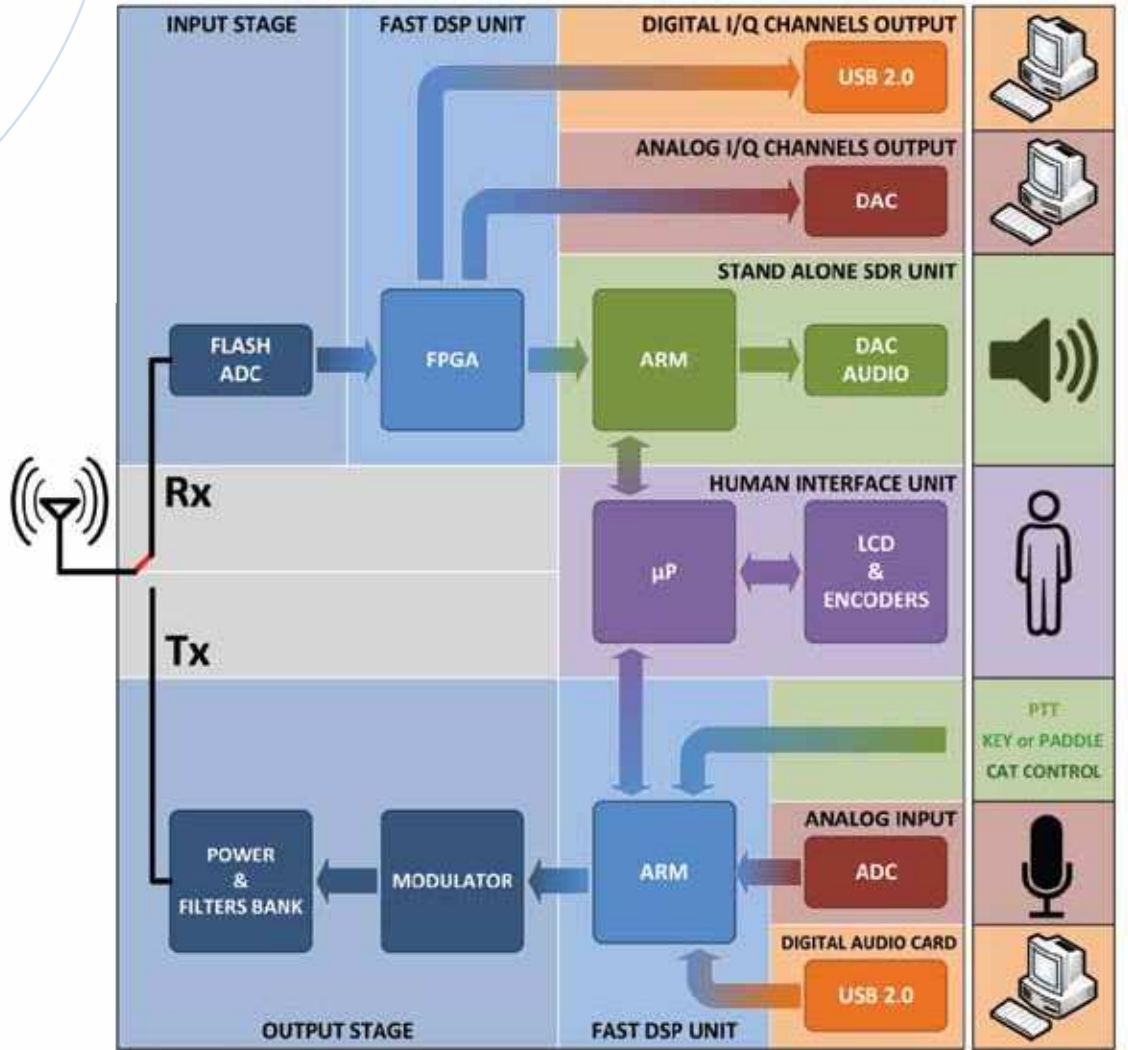 INPUT STAGE
FAST DSP UNIT
DIGITAL I/Q CHANNELS OUTPUT
USB 2.0
ANALOG I/Q CHANNELS OUTPUT
DAC
STAND ALONE SDR UNIT
FLASH
ADC
FPGA
ARM
DAC
AUDIO
Rx
HUMAN INTERFACE UNIT
µP
LCD
&
ENCODERS
Tx
PTT
KEY or PADDLE
CAT CONTROL
ANALOG INPUT
POWER
&
FILTERS BANK
MODULATOR
ARM
ADC
DIGITAL AUDIO CARD
USB 2.0
OUTPUT STAGE
FAST DSP UNIT